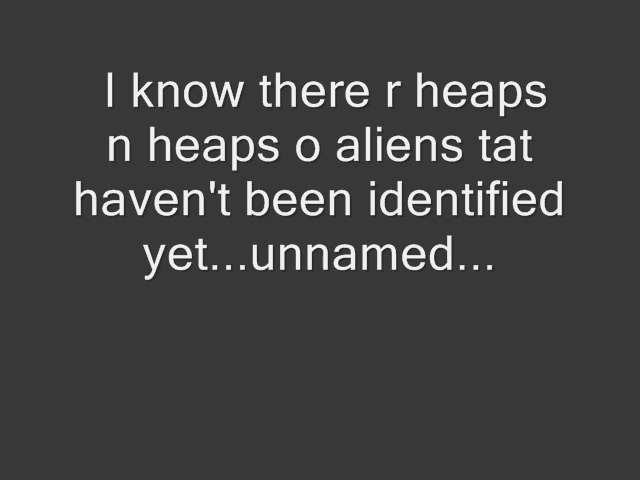 I know there r heaps
n heaps o aliens tat
haven't been identified
yet...unnamed...